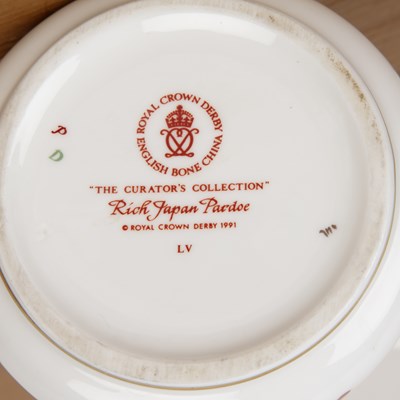 ROYAL CROWN DERBY
ENGLISH BONE CHINA
P
D
"THE CURATOR'S COLLECTION"
Rich Japan Pardoe
© ROYAL CROWN DERBY 1991
LV